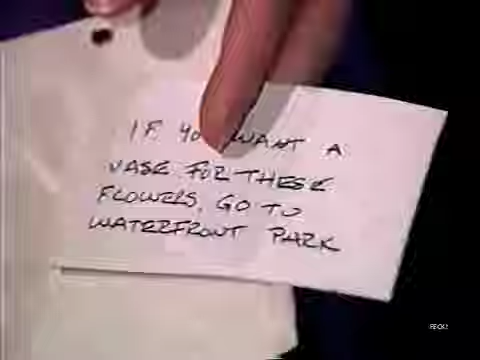 IF YOU WANT A
VASE FOR THESE
FLOWERS, GO TO
WATERFRONT PARK